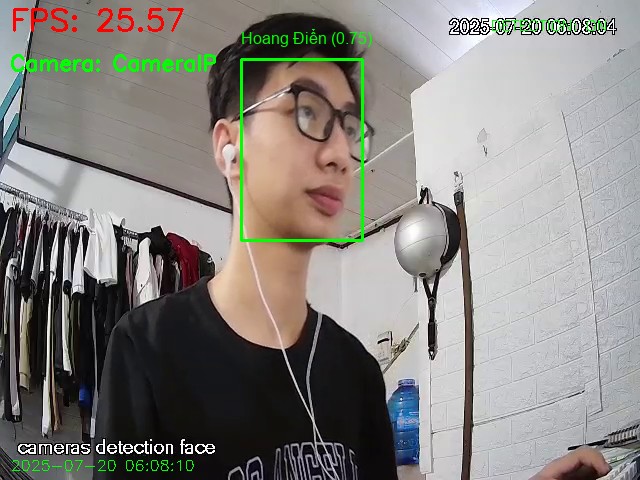 FPS: 25.57
2025-07-20 06:08:04
Hoang Điển (0.75)
Camera: CameraIP
cameras detection face
2025-07-20 06:08:10